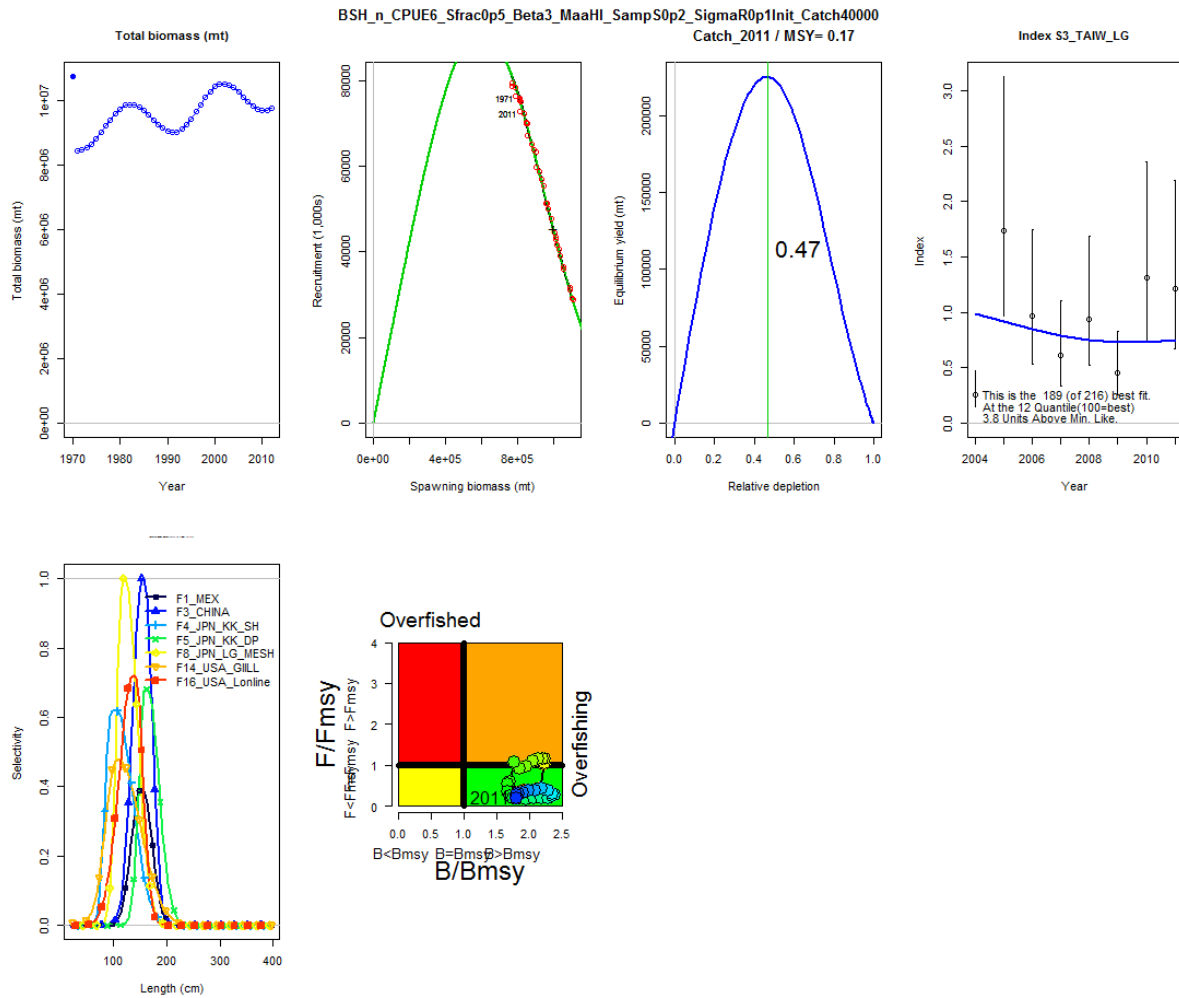 BSH_n_CPUE6_Sfrac0p5_Beta3_MaaHI_SampS0p2_SigmaR0p1Init_Catch40000
Catch_2011 / MSY= 0.17
Total biomass (mt)
Total biomass (mt)
0e+00 2e+06 4e+06 6e+06 8e+06 1e+07
1970 1980 1990 2000 2010
Year
Recruitment (1,000s)
0 20000 40000 60000 80000
1971
2011
0e+00 4e+05 8e+05
Spawning biomass (mt)
Equilibrium yield (mt)
0 50000 100000 150000 200000
0.47
0.0 0.2 0.4 0.6 0.8 1.0
Relative depletion
Index S3_TAIW_LG
Index
0.0 0.5 1.0 1.5 2.0 2.5 3.0
This is the 189 (of 216) best fit.
At the 12 Quantile(100=best)
3.8 Units Above Min. Like.
2004 2006 2008 2010
Year
Selectivity
0.0 0.2 0.4 0.6 0.8 1.0
F1_MEX
F3_CHINA
F4_JPN_KK_SH
F5_JPN_KK_DP
F8_JPN_LG_MESH
F14_USA_GIILL
F16_USA_Lonline
100 200 300 400
Length (cm)
Overfished
Overfishing
F/Fmsy
F>Fmsy
0 1 2 3 4
2011
0.0 0.5 1.0 1.5 2.0 2.5
B<Bmsy B=Bmsy B>Bmsy
B/Bmsy